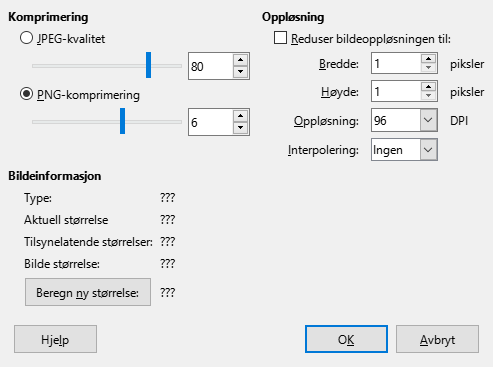 Komprimering
JPEG-kvalitet
80
PNG-komprimering
6
Oppløsning
Reduser bildeoppløsningen til:
Bredde: 1 piksler
Høyde: 1 piksler
Oppløsning: 96 DPI
Interpolering: Ingen
Bildeinformasjon
Type: ???
Aktuell størrelse ???
Tilsynelatende størrelser: ???
Bilde størrelse: ???
Beregn ny størrelse: ???
Hjelp OK Avbryt